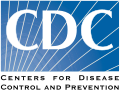 CDC
CENTERS FOR DISEASE
CONTROL AND PREVENTION